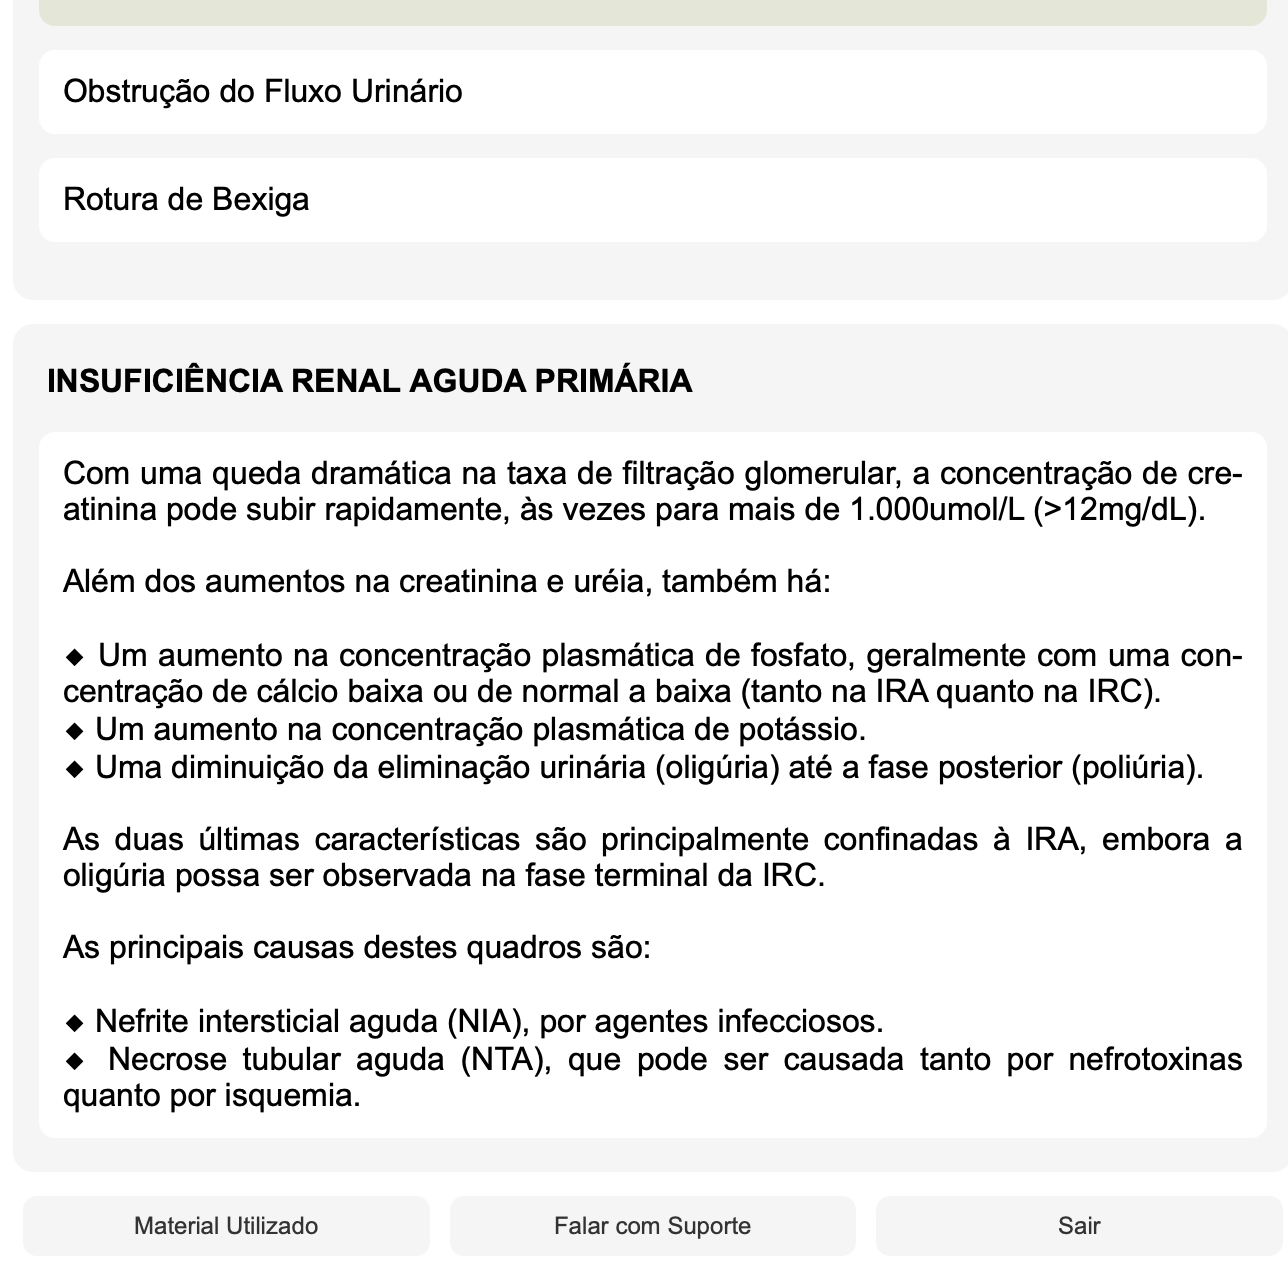 Obstrução do Fluxo Urinário
Rotura de Bexiga
INSUFICIÊNCIA RENAL AGUDA PRIMÁRIA
Com uma queda dramática na taxa de filtração glomerular, a concentração de cre-
atinina pode subir rapidamente, às vezes para mais de 1.000umol/L (>12mg/dL).
Além dos aumentos na creatinina e uréia, também há:
◆ Um aumento na concentração plasmática de fosfato, geralmente com uma con-
centração de cálcio baixa ou de normal a baixa (tanto na IRA quanto na IRC).
◆ Um aumento na concentração plasmática de potássio.
◆ Uma diminuição da eliminação urinária (oligúria) até a fase posterior (poliúria).
As duas últimas características são principalmente confinadas à IRA, embora a
oligúria possa ser observada na fase terminal da IRC.
As principais causas destes quadros são:
◆ Nefrite intersticial aguda (NIA), por agentes infecciosos.
◆ Necrose tubular aguda (NTA), que pode ser causada tanto por nefrotoxinas
quanto por isquemia.
Material Utilizado
Falar com Suporte
Sair